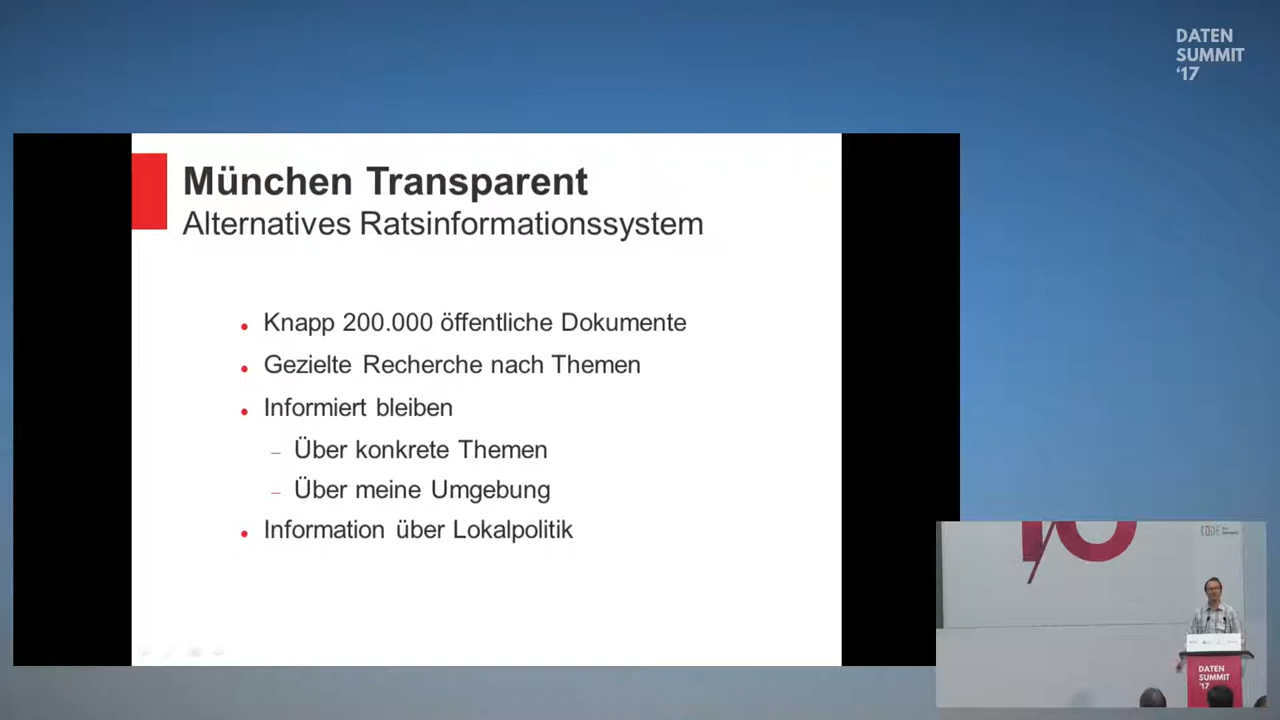 DATEN
SUMMIT
'17
München Transparent
Alternatives Ratsinformationssystem
Knapp 200.000 öffentliche Dokumente
Gezielte Recherche nach Themen
Informiert bleiben
Über konkrete Themen
Über meine Umgebung
Information über Lokalpolitik
CODE
DATEN
SUMMIT
'17